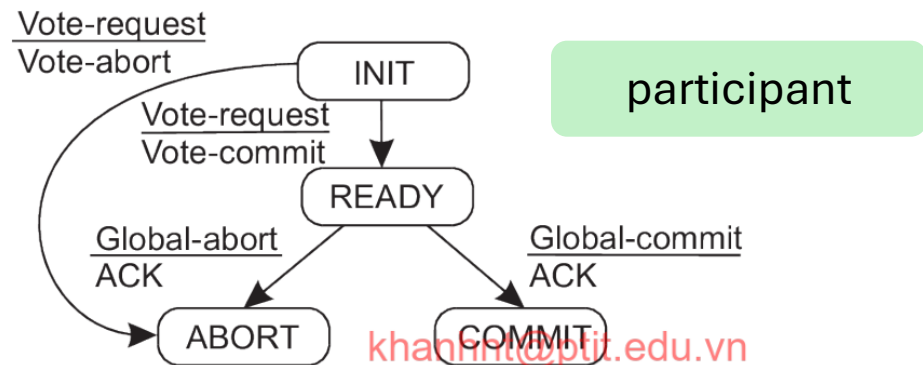 Vote-request
Vote-abort
INIT
participant
Vote-request
Vote-commit
READY
Global-abort
ACK
Global-commit
ACK
ABORT
COMMIT
khanhnt@ptit.edu.vn